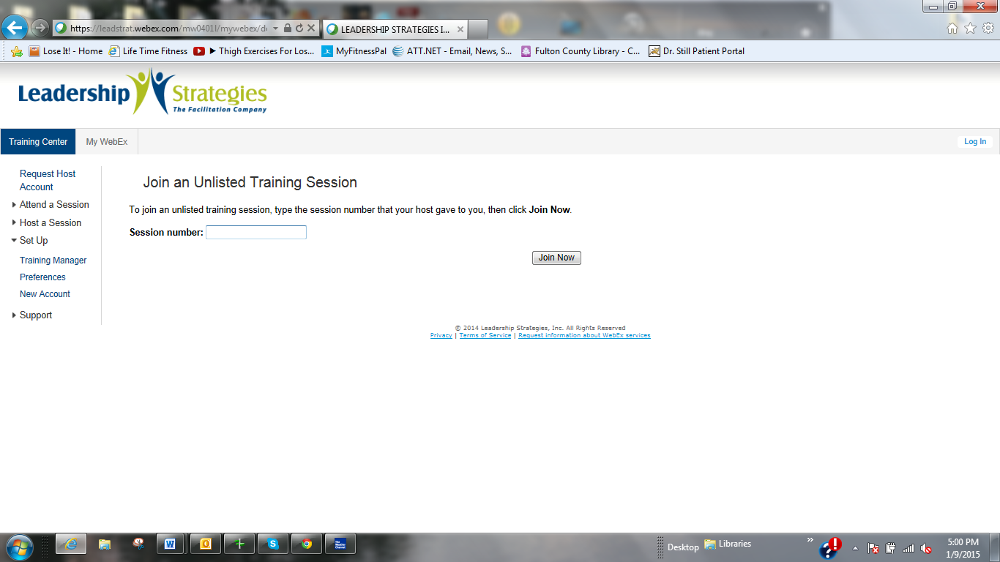 https://leadstrat.webex.com/mw0401l/mywebex/de
LEADERSHIP STRATEGIES I...
Lose It! - Home
Life Time Fitness
► Thigh Exercises For Los...
MyFitnessPal
ATT.NET - Email, News, S...
Fulton County Library - C...
Dr. Still Patient Portal
Leadership Strategies
The Facilitation Company
Training Center
My WebEx
Log In
Request Host
Account
Attend a Session
Host a Session
Set Up
Training Manager
Preferences
New Account
Support
Join an Unlisted Training Session
To join an unlisted training session, type the session number that your host gave to you, then click Join Now.
Session number:
Join Now
© 2014 Leadership Strategies, Inc. All Rights Reserved
Privacy | Terms of Service | Request information about WebEx services
Desktop
Libraries
5:00 PM
1/9/2015